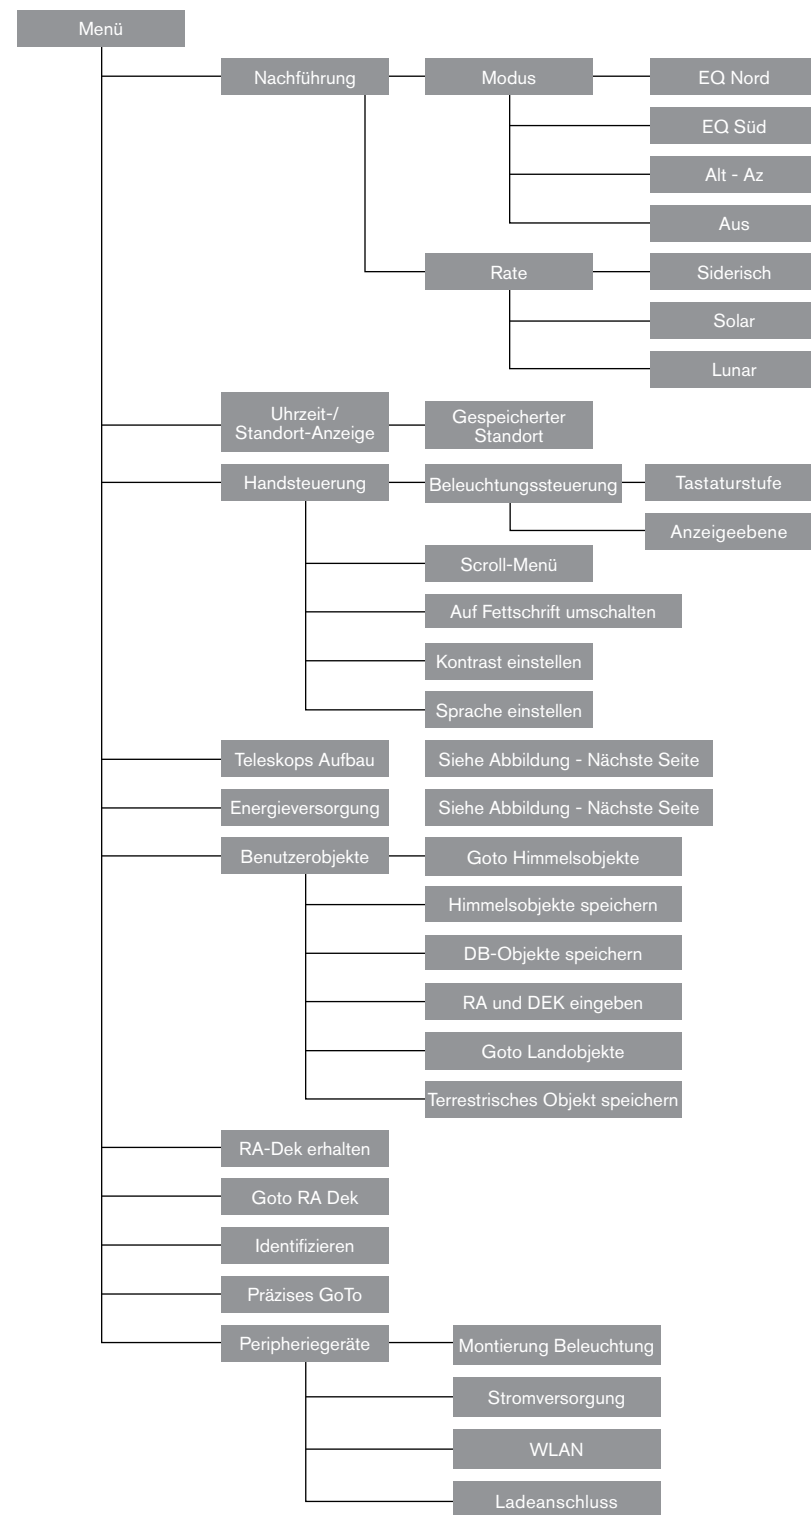 Menü
Nachführung
Modus
EQ Nord
EQ Süd
Alt - Az
Aus
Rate
Siderisch
Solar
Lunar
Uhrzeit-/
Standort-Anzeige
Gespeicherter
Standort
Handsteuerung
Beleuchtungssteuerung
Tastaturstufe
Anzeigeebene
Scroll-Menü
Auf Fettschrift umschalten
Kontrast einstellen
Sprache einstellen
Teleskops Aufbau
Siehe Abbildung - Nächste Seite
Energieversorgung
Siehe Abbildung - Nächste Seite
Benutzerobjekte
Goto Himmelsobjekte
Himmelsobjekte speichern
DB-Objekte speichern
RA und DEK eingeben
Goto Landobjekte
Terrestrisches Objekt speichern
RA-Dek erhalten
Goto RA Dek
Identifizieren
Präzises GoTo
Peripheriegeräte
Montierung Beleuchtung
Stromversorgung
WLAN
Ladeanschluss